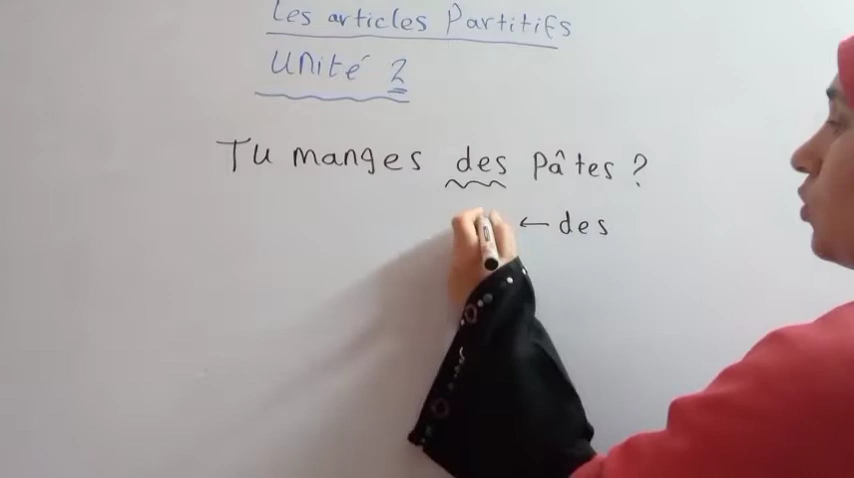 Les articles Partitifs
Unité 2
Tu manges des pâtes ?
← des